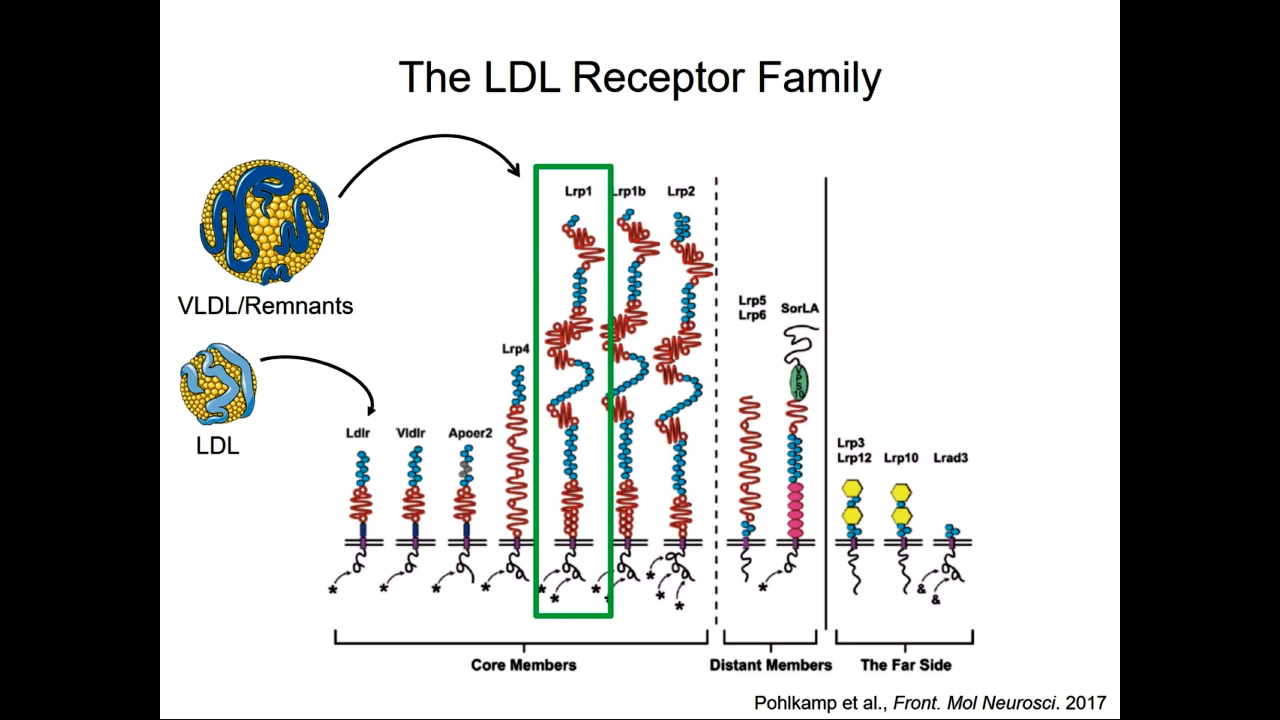 The LDL Receptor Family
VLDL/Remnants
LDL
Ldlr
Vldlr
Apoer2
Lrp4
Lrp1
Lrp1b
Lrp2
Lrp5
Lrp6
SorLA
VPS10
Lrp3
Lrp12
Lrp10
Lrad3
* * * * * * * * * * * *
& &
Core Members
Distant Members
The Far Side
Pohlkamp et al., Front. Mol Neurosci. 2017